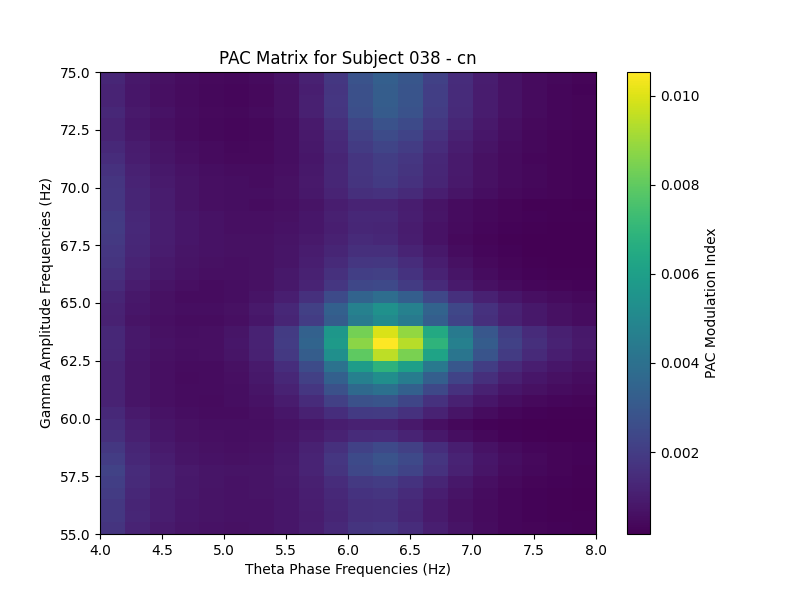 PAC Matrix for Subject 038 - cn
75.0
72.5
70.0
67.5
65.0
62.5
60.0
57.5
55.0
Gamma Amplitude Frequencies (Hz)
4.0 4.5 5.0 5.5 6.0 6.5 7.0 7.5 8.0
Theta Phase Frequencies (Hz)
0.010
0.008
0.006
0.004
0.002
PAC Modulation Index